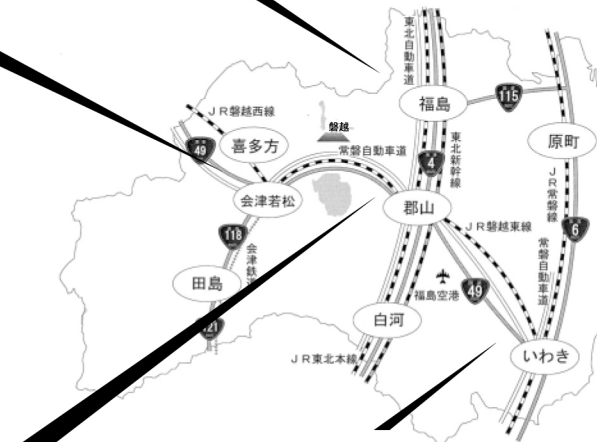 東北自動車道
福島
115
JR磐越西線
49
喜多方
磐越
常磐自動車道
4
東北新幹線
原町
JR常磐線
6
会津若松
郡山
JR磐越東線
118
会津鉄道
常磐自動車道
田島
福島空港
49
白河
121
JR東北本線
いわき